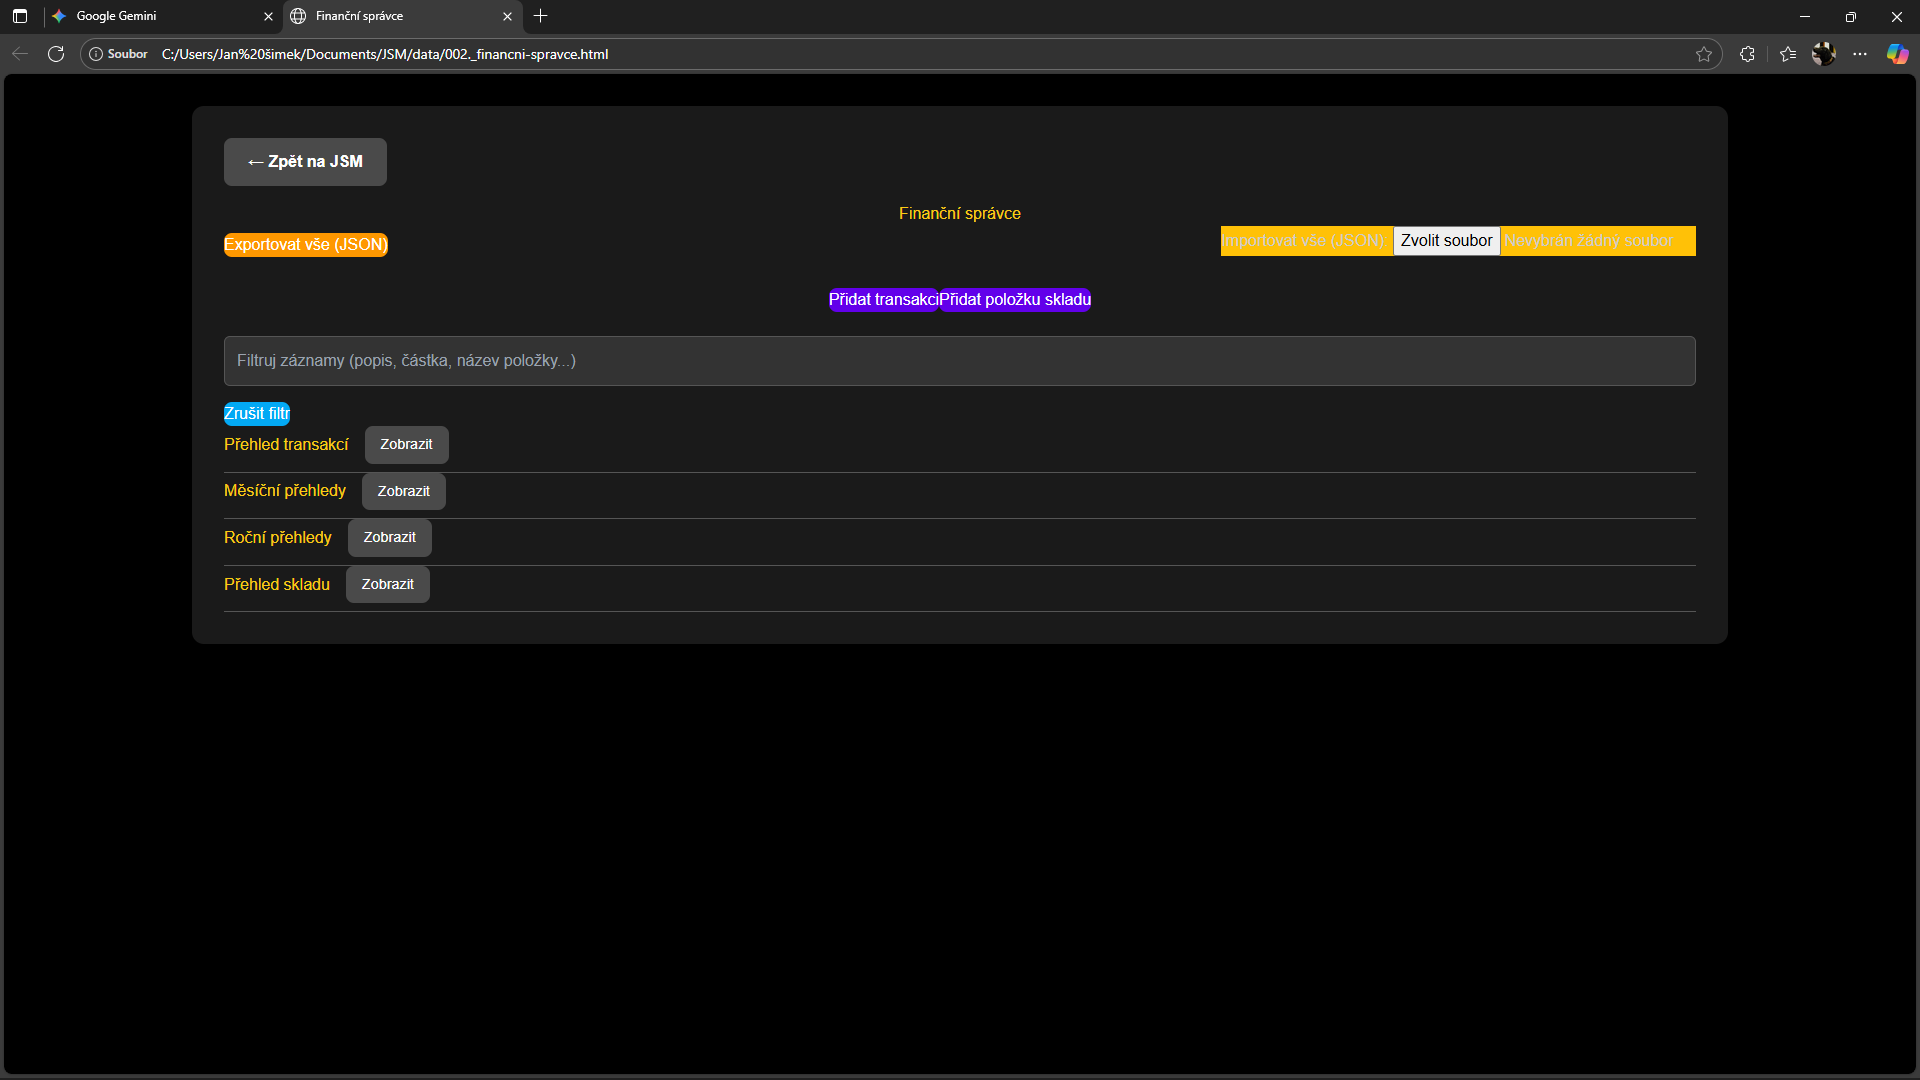 Google Gemini
Finanční správce
Soubor C:/Users/Jan%20šimek/Documents/JSM/data/002._financni-spravce.html
← Zpět na JSM
Finanční správce
Exportovat vše (JSON)
Importovat vše (JSON) Zvolit soubor Nevybrán žádný soubor
Přidat transakci Přidat položku skladu
Filtruj záznamy (popis, částka, název položky...)
Zrušit filtr
Přehled transakcí Zobrazit
Měsíční přehledy Zobrazit
Roční přehledy Zobrazit
Přehled skladu Zobrazit